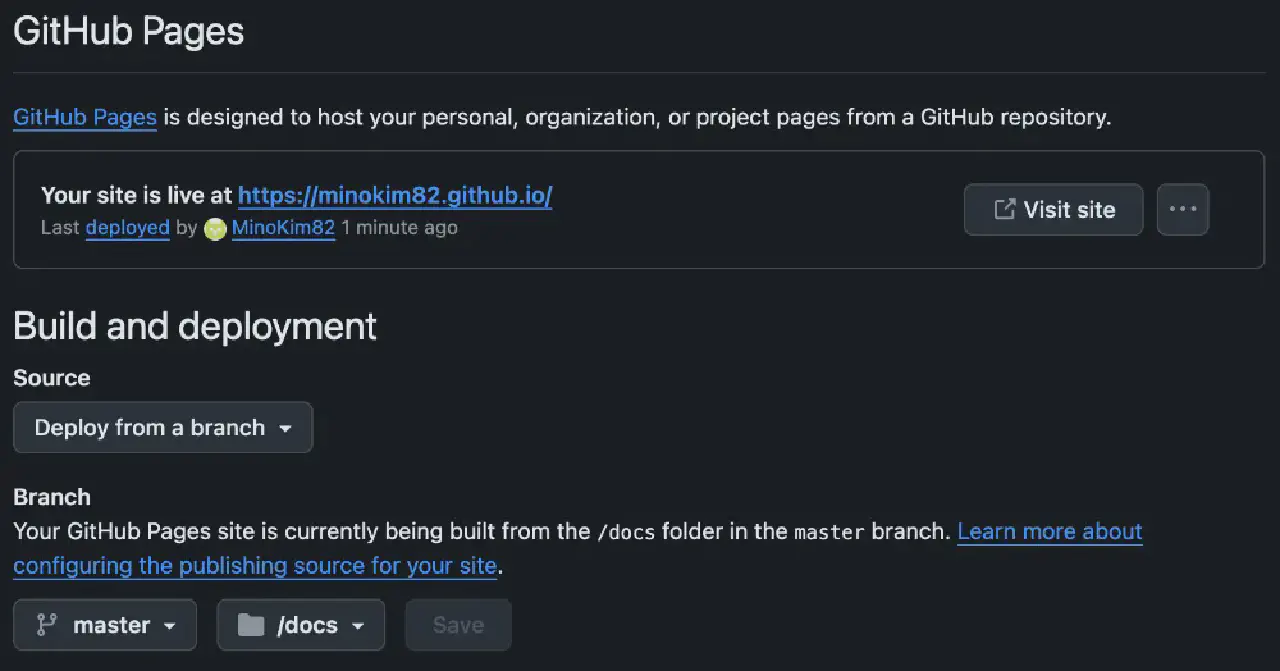 GitHub Pages
GitHub Pages is designed to host your personal, organization, or project pages from a GitHub repository.
Your site is live at https://minokim82.github.io/
Visit site
Last deployed by MinoKim82 1 minute ago
Build and deployment
Source
Deploy from a branch
Branch
Your GitHub Pages site is currently being built from the /docs folder in the master branch. Learn more about
configuring the publishing source for your site.
master /docs Save